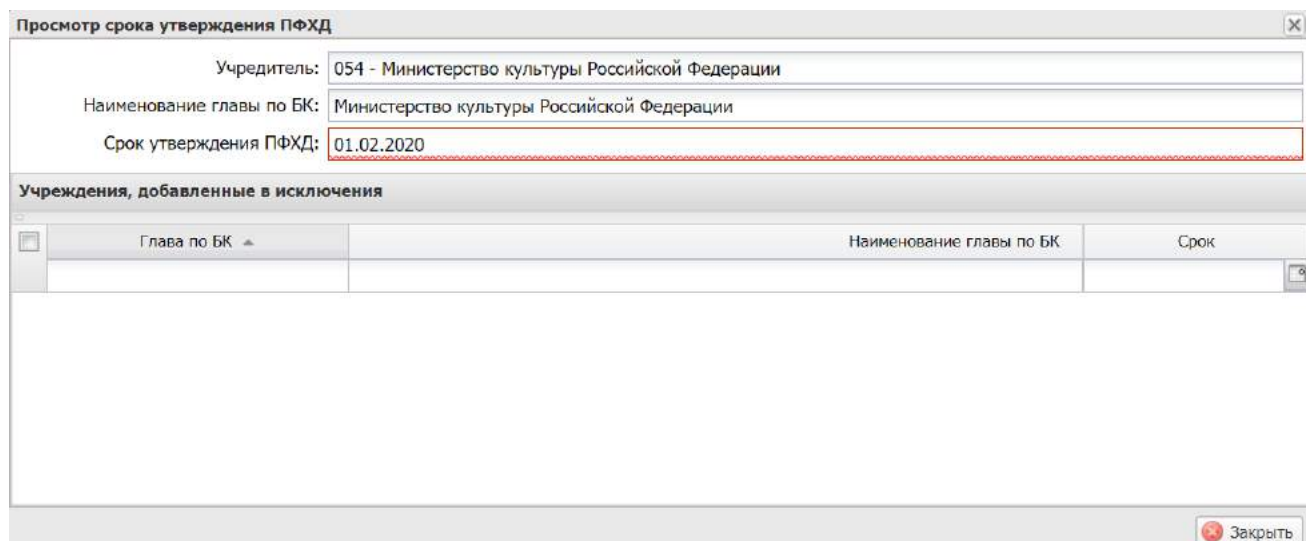 Просмотр срока утверждения ПФХД
Учредитель: 054 - Министерство культуры Российской Федерации
Наименование главы по БК: Министерство культуры Российской Федерации
Срок утверждения ПФХД: 01.02.2020
Учреждения, добавленные в исключения
Глава по БК Наименование главы по БК Срок
Закрыть